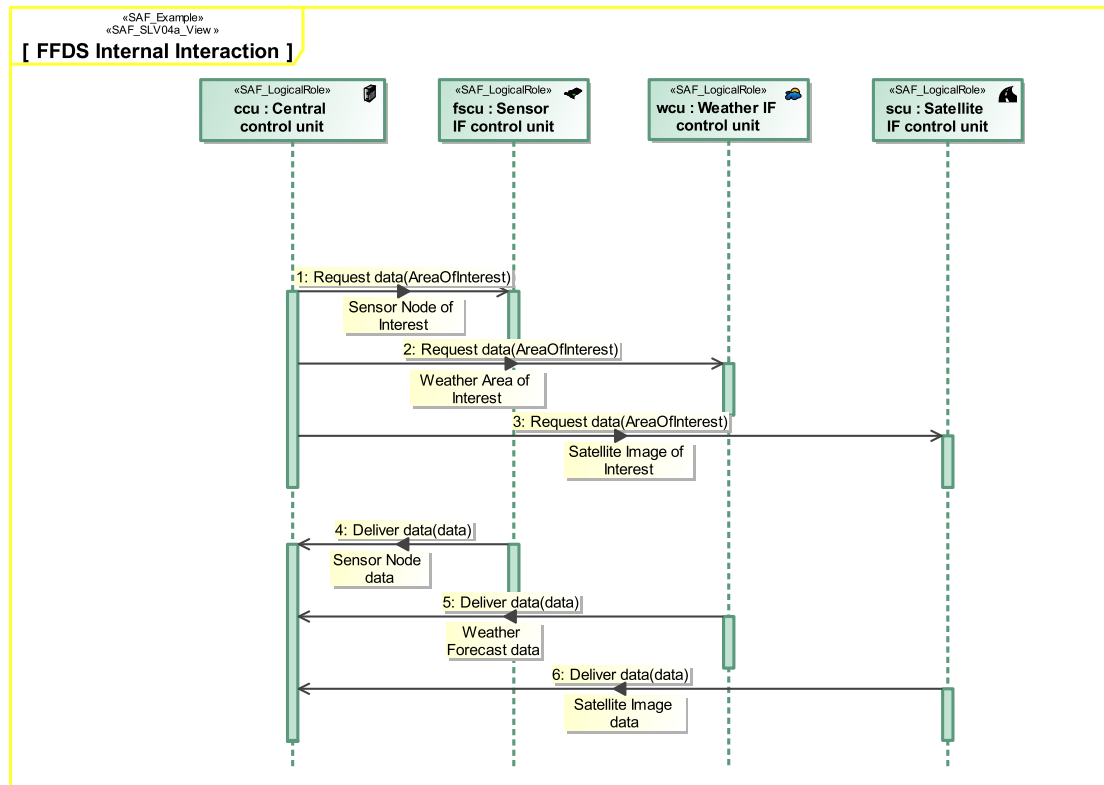 «SAF_Example»
«SAF_SLV04a_View »
[ FFDS Internal Interaction ]
«SAF_LogicalRole»
ccu : Central
control unit
«SAF_LogicalRole»
fscu : Sensor
IF control unit
«SAF_LogicalRole»
wcu : Weather IF
control unit
«SAF_LogicalRole»
scu : Satellite
IF control unit
1: Request data(AreaOfInterest)
Sensor Node of
Interest
2: Request data(AreaOfInterest)
Weather Area of
Interest
3: Request data(AreaOfInterest)
Satellite Image of
Interest
4: Deliver data(data)
Sensor Node
data
5: Deliver data(data)
Weather
Forecast data
6: Deliver data(data)
Satellite Image
data